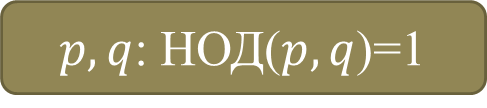 p, q: НОД(p, q)=1